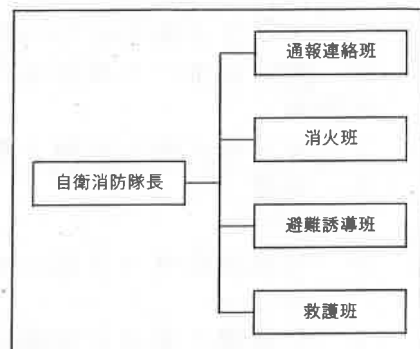 通報連絡班
消火班
自衛消防隊長
避難誘導班
救護班